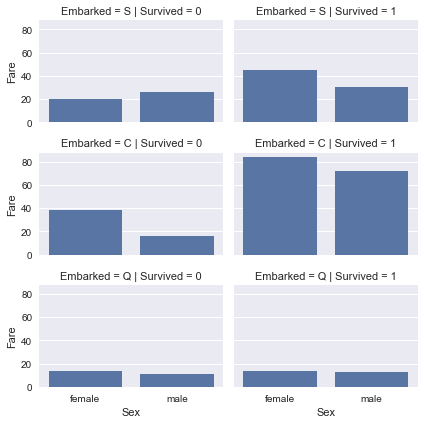 Embarked = S | Survived = 0
Embarked = S | Survived = 1
80
60
40
20
0
Fare
Embarked = C | Survived = 0
Embarked = C | Survived = 1
80
60
40
20
0
Fare
Embarked = Q | Survived = 0
Embarked = Q | Survived = 1
80
60
40
20
0
Fare
female
male
female
male
Sex
Sex